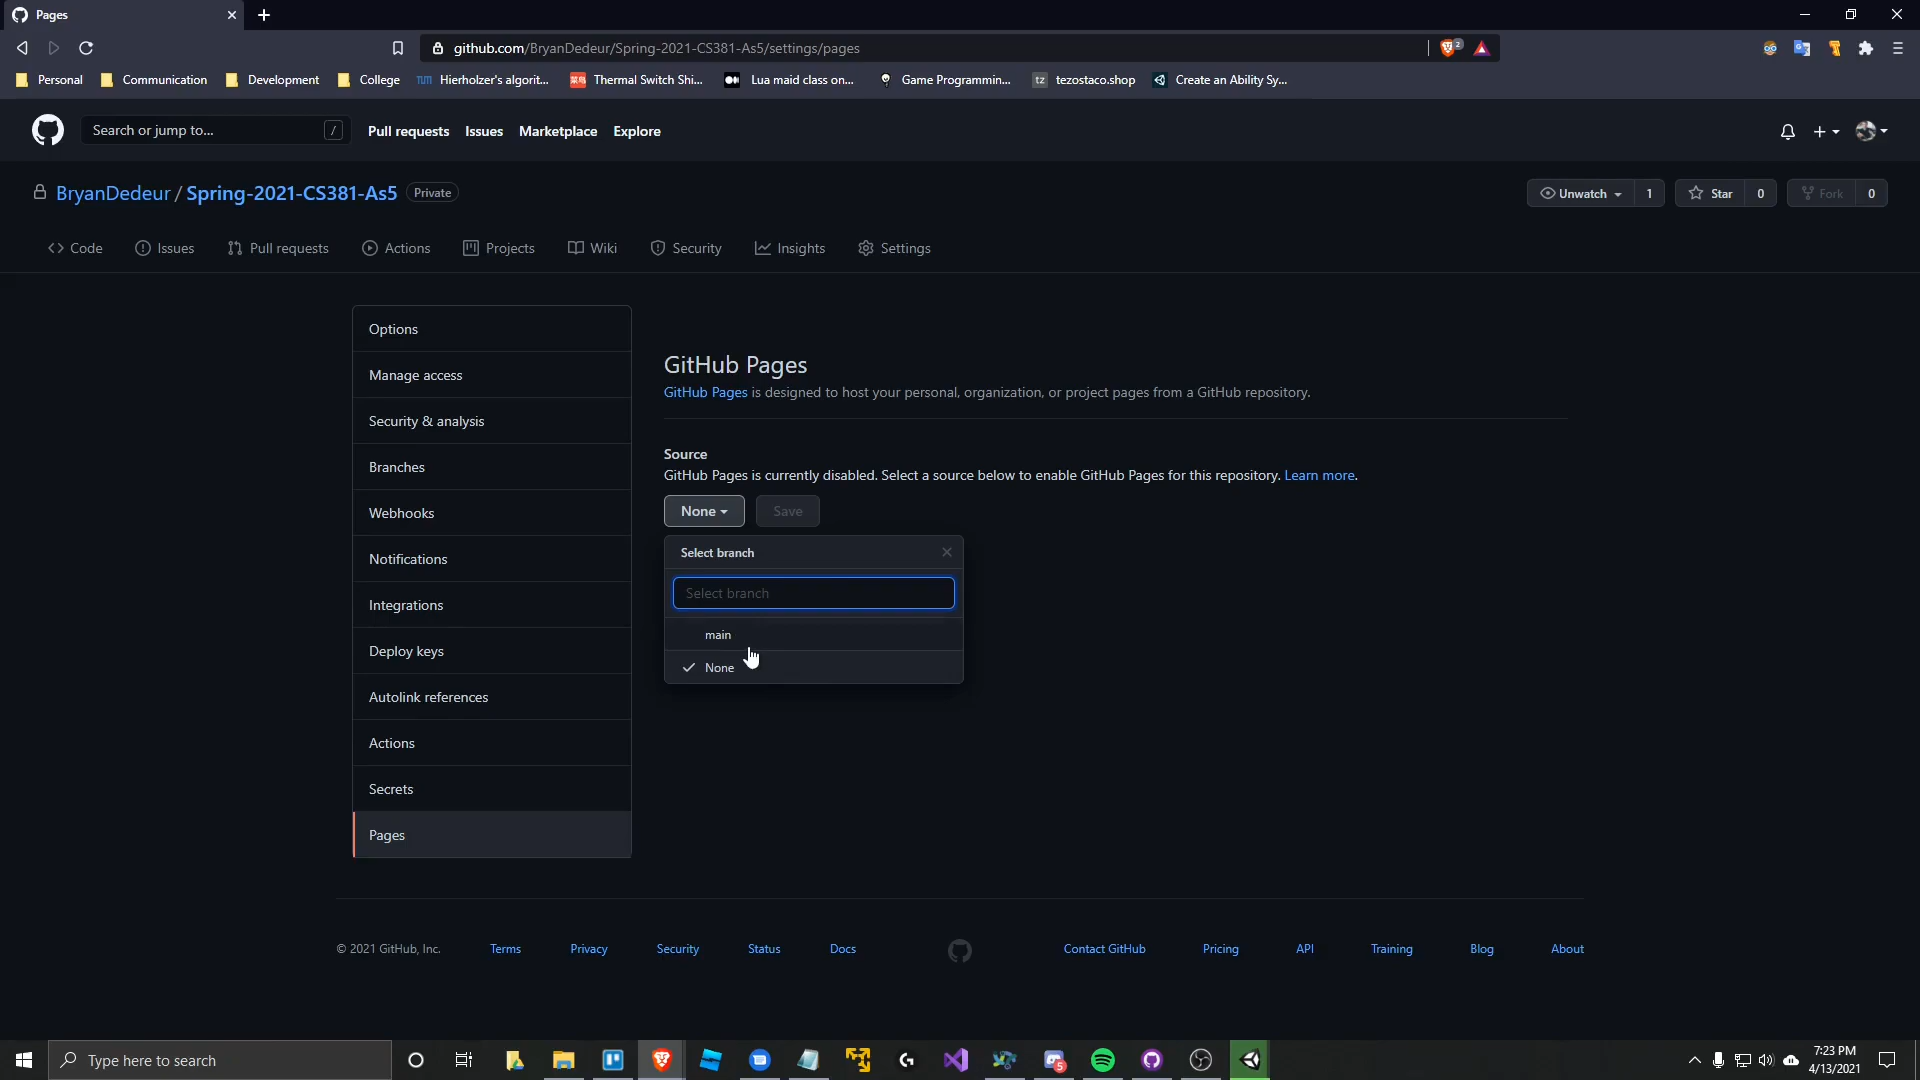 Pages
github.com/BryanDedeur/Spring-2021-CS381-As5/settings/pages
2
Personal
Communication
Development
College
Hierholzer's algorit...
Thermal Switch Shi...
Lua maid class on...
Game Programmin...
tz tezostaco.shop
Create an Ability Sy...
Search or jump to...
/
Pull requests
Issues
Marketplace
Explore
BryanDedeur / Spring-2021-CS381-As5
Private
Unwatch 1
Star 0
Fork 0
Code
Issues
Pull requests
Actions
Projects
Wiki
Security
Insights
Settings
Options
Manage access
Security & analysis
Branches
Webhooks
Notifications
Integrations
Deploy keys
Autolink references
Actions
Secrets
Pages
GitHub Pages
GitHub Pages is designed to host your personal, organization, or project pages from a GitHub repository.
Source
GitHub Pages is currently disabled. Select a source below to enable GitHub Pages for this repository. Learn more.
None
Save
Select branch
Select branch
main
None
© 2021 GitHub, Inc.
Terms
Privacy
Security
Status
Docs
Contact GitHub
Pricing
API
Training
Blog
About
Type here to search
5
7:23 PM
4/13/2021